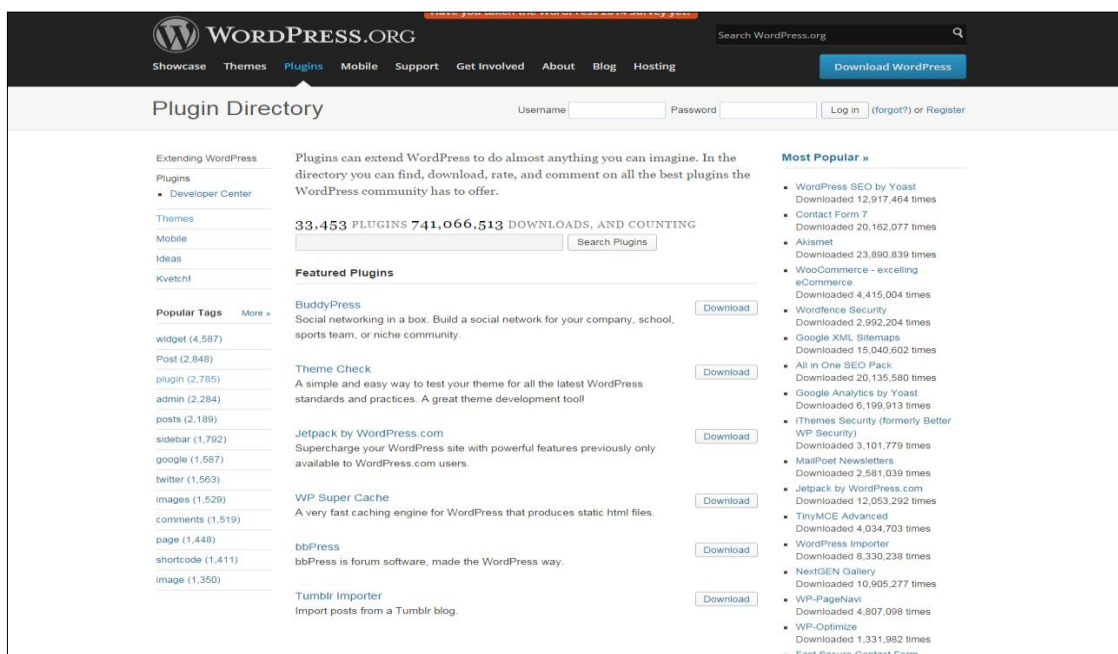 Have you taken the WordPress 2014 survey yet?
WORDPRESS.ORG
Search WordPress.org
Showcase Themes Plugins Mobile Support Get Involved About Blog Hosting
Download WordPress
Plugin Directory
Username
Password
Log in (forgot?) or Register
Extending WordPress
Plugins
Developer Center
Themes
Mobile
Ideas
Kvetch!
Popular Tags More »
widget (4,587)
Post (2,848)
plugin (2,785)
admin (2,284)
posts (2,189)
sidebar (1,792)
google (1,587)
twitter (1,563)
images (1,529)
comments (1,519)
page (1,448)
shortcode (1,411)
image (1,350)
Plugins can extend WordPress to do almost anything you can imagine. In the
directory you can find, download, rate, and comment on all the best plugins the
WordPress community has to offer.
33,453 PLUGINS 741,066,513 DOWNLOADS, AND COUNTING
Search Plugins
Featured Plugins
BuddyPress
Download
Social networking in a box. Build a social network for your company, school,
sports team, or niche community.
Theme Check
Download
A simple and easy way to test your theme for all the latest WordPress
standards and practices. A great theme development tool!
Jetpack by WordPress.com
Download
Supercharge your WordPress site with powerful features previously only
available to WordPress.com users.
WP Super Cache
Download
A very fast caching engine for WordPress that produces static html files.
bbPress
Download
bbPress is forum software, made the WordPress way.
Tumblr Importer
Download
Import posts from a Tumblr blog.
Most Popular »
WordPress SEO by Yoast
Downloaded 12,917,464 times
Contact Form 7
Downloaded 20,162,077 times
Akismet
Downloaded 23,890,839 times
WooCommerce - excelling
eCommerce
Downloaded 4,415,004 times
Wordfence Security
Downloaded 2,992,204 times
Google XML Sitemaps
Downloaded 15,040,602 times
All in One SEO Pack
Downloaded 20,135,580 times
Google Analytics by Yoast
Downloaded 6,199,913 times
iThemes Security (formerly Better
WP Security)
Downloaded 3,101,779 times
MailPoet Newsletters
Downloaded 2,581,039 times
Jetpack by WordPress.com
Downloaded 12,053,292 times
TinyMCE Advanced
Downloaded 4,034,703 times
WordPress Importer
Downloaded 8,330,238 times
NextGEN Gallery
Downloaded 10,905,277 times
WP-PageNavi
Downloaded 4,807,098 times
WP-Optimize
Downloaded 1,331,982 times
Fast Secure Contact Form